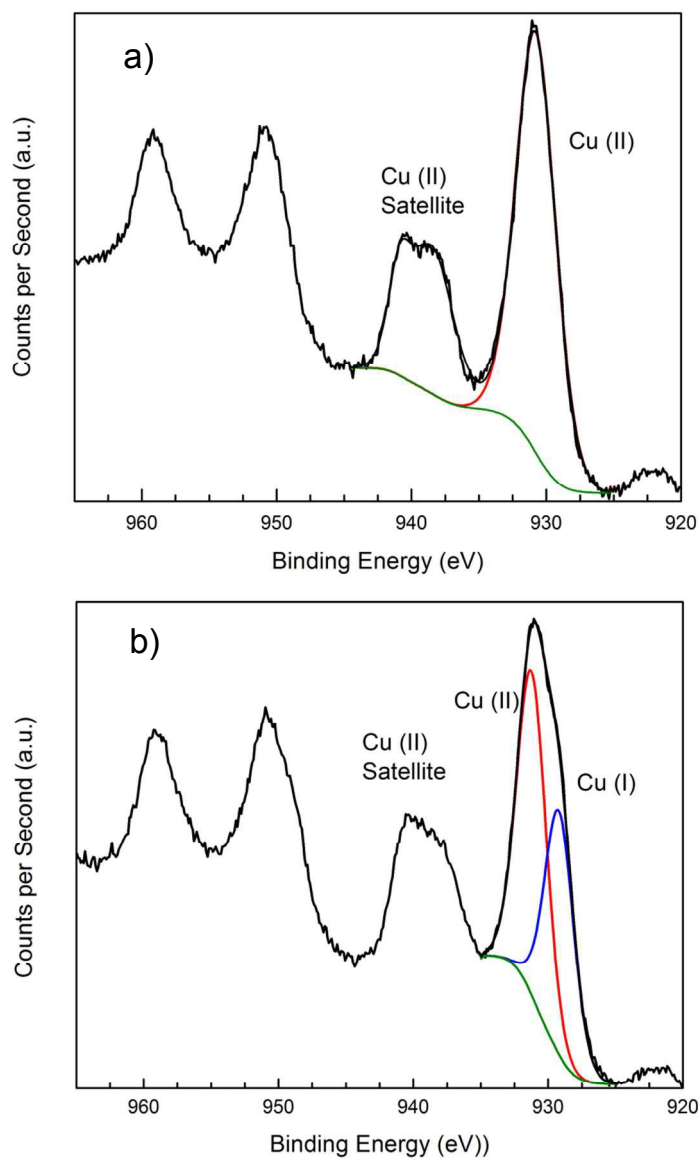 a)
Counts per Second (a.u.)
Cu (II)
Satellite
Cu (II)
960
950
940
930
920
Binding Energy (eV)
b)
Counts per Second (a.u.)
Cu (II)
Satellite
Cu (II)
Cu (I)
960
950
940
930
920
Binding Energy (eV))